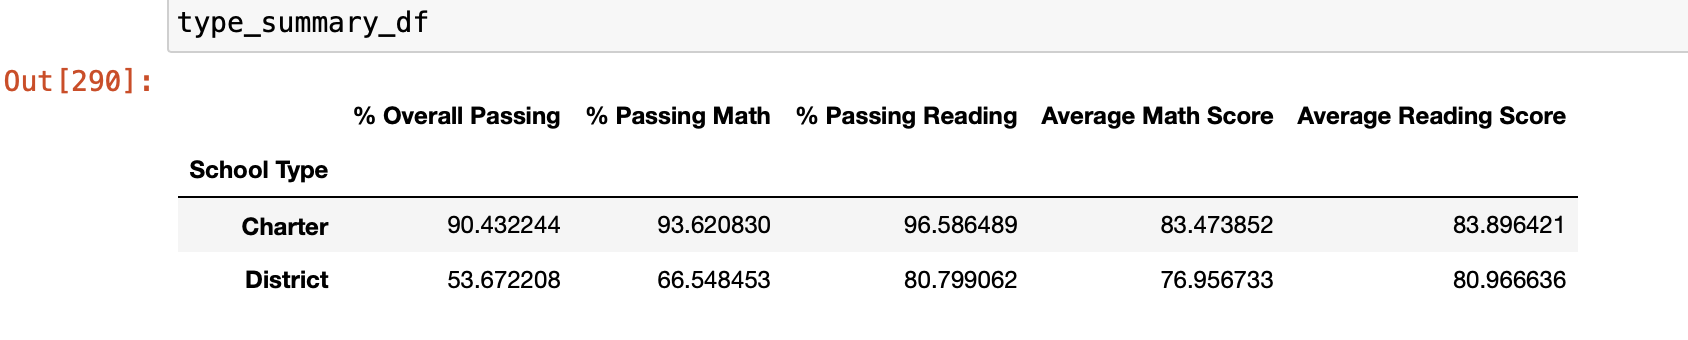 type_summary_df
Out[290]:
% Overall Passing % Passing Math % Passing Reading Average Math Score Average Reading Score
School Type
Charter 90.432244 93.620830 96.586489 83.473852 83.896421
District 53.672208 66.548453 80.799062 76.956733 80.966636